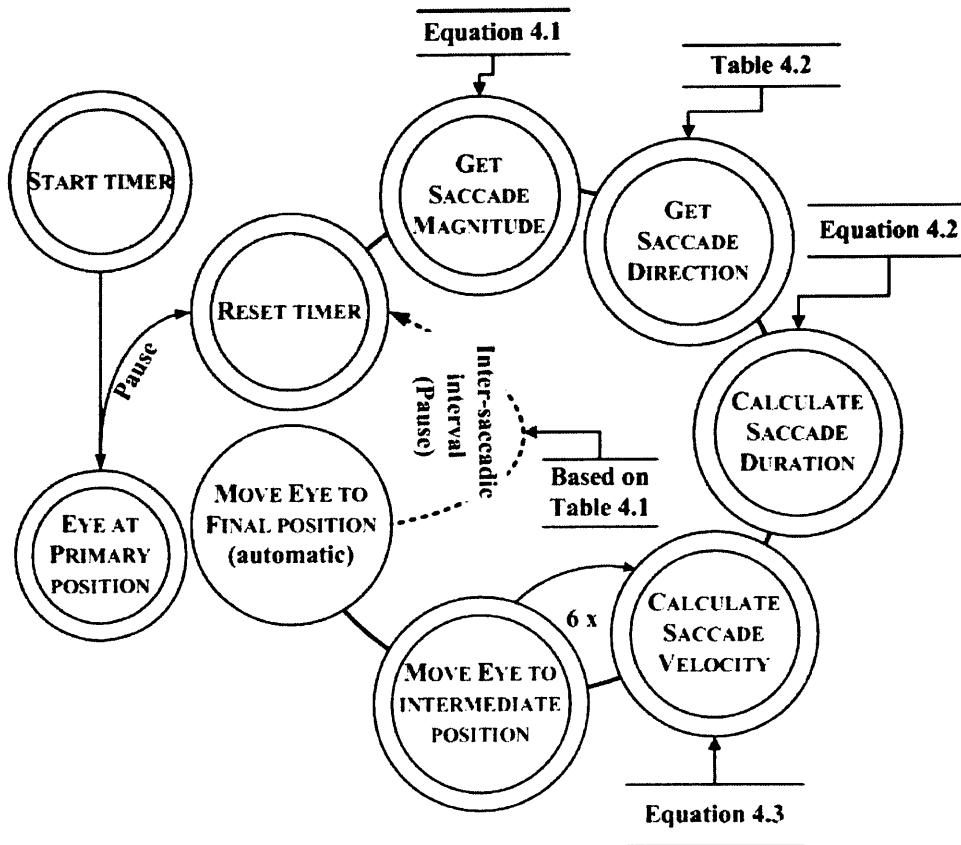 Equation 4.1
Table 4.2
START TIMER
GET
SACCADE
MAGNITUDE
GET
SACCADE
DIRECTION
Equation 4.2
RESET TIMER
Pause
Inter-saccadic
interval
(Pause)
CALCULATE
SACCADE
DURATION
Based on
Table 4.1
MOVE EYE TO
FINAL POSITION
(automatic)
EYE AT
PRIMARY
POSITION
6 x
CALCULATE
SACCADE
VELOCITY
MOVE EYE TO
INTERMEDIATE
POSITION
Equation 4.3